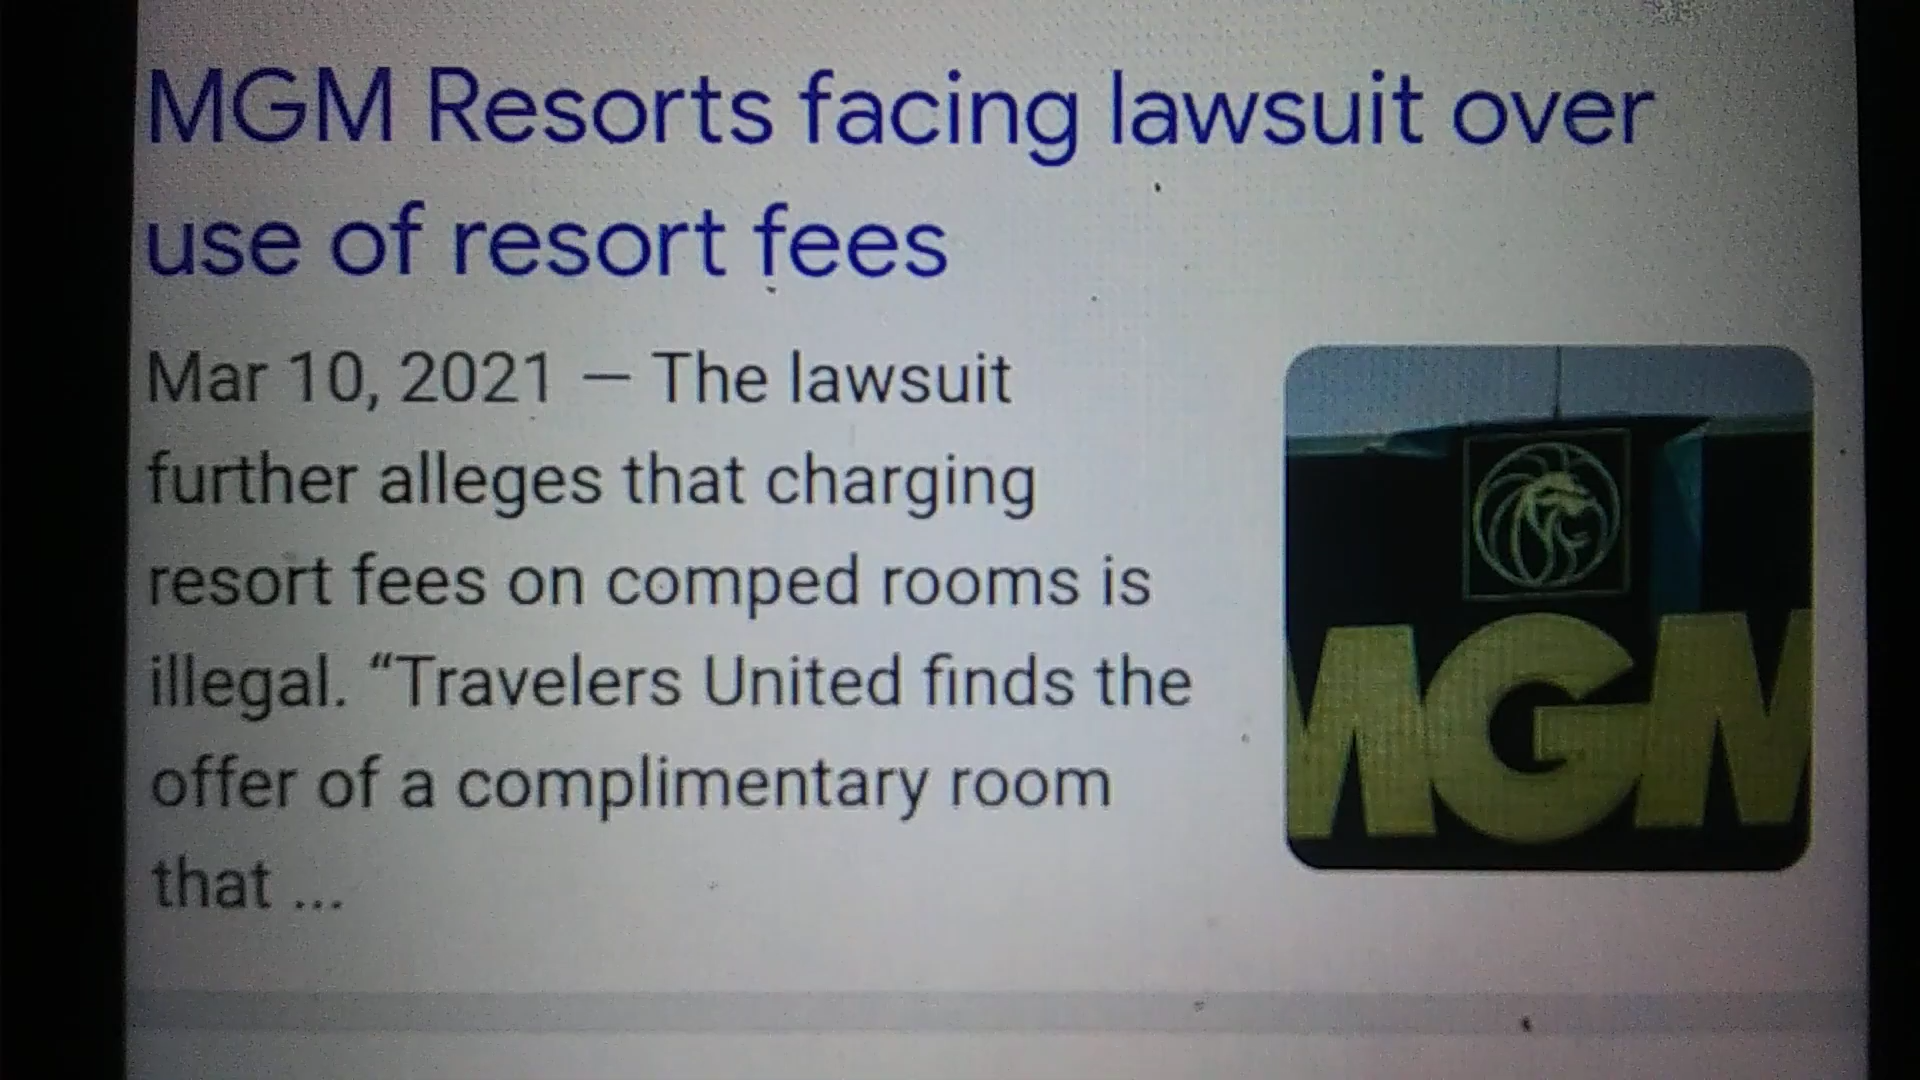 MGM Resorts facing lawsuit over
use of resort fees
Mar 10, 2021 — The lawsuit
further alleges that charging
resort fees on comped rooms is
illegal. “Travelers United finds the
offer of a complimentary room
that ...
MGM